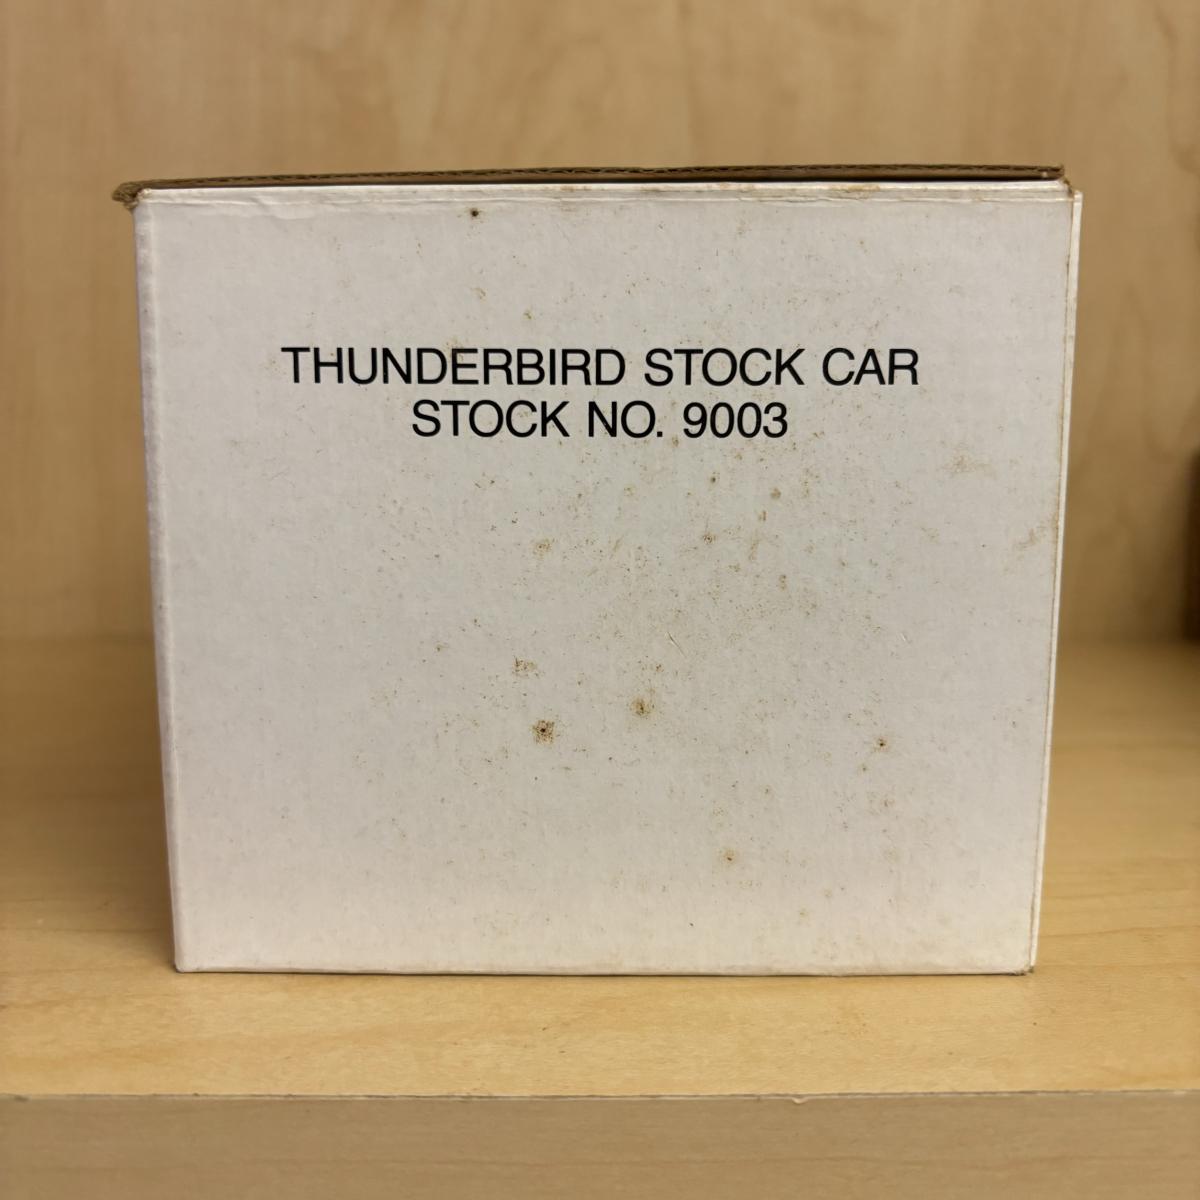 THUNDERBIRD STOCK CAR
STOCK NO. 9003